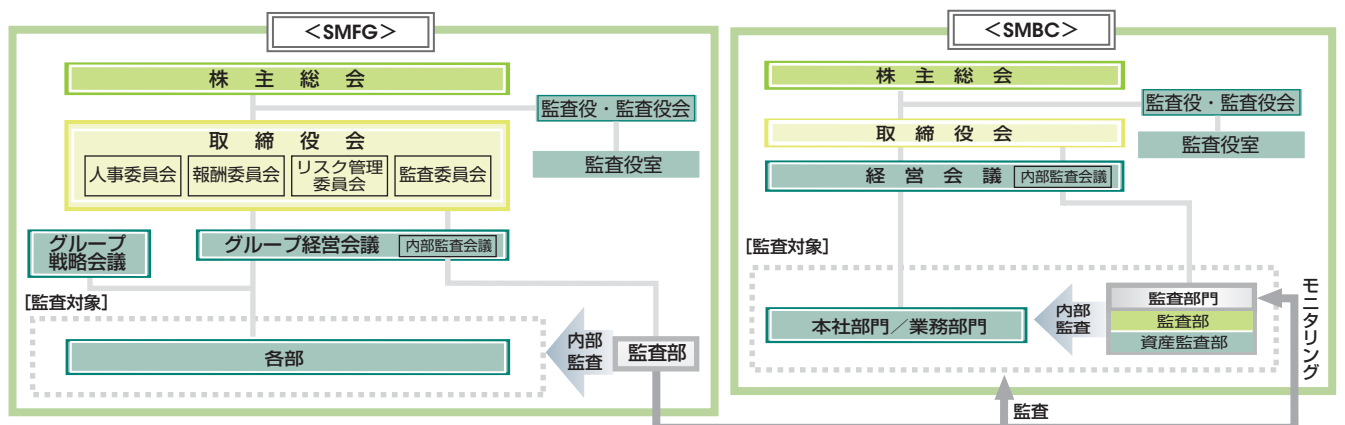 ＜SMFG＞
株主総会
監査役・監査役会
監査役室
取締役会
人事委員会
報酬委員会
リスク管理
委員会
監査委員会
グループ
戦略会議
グループ経営会議
内部監査会議
［監査対象］
各部
内部
監査
監査部
＜SMBC＞
株主総会
監査役・監査役会
監査役室
取締役会
経営会議
内部監査会議
［監査対象］
本社部門／業務部門
内部
監査
監査部門
監査部
資産監査部
モニタリング
監査